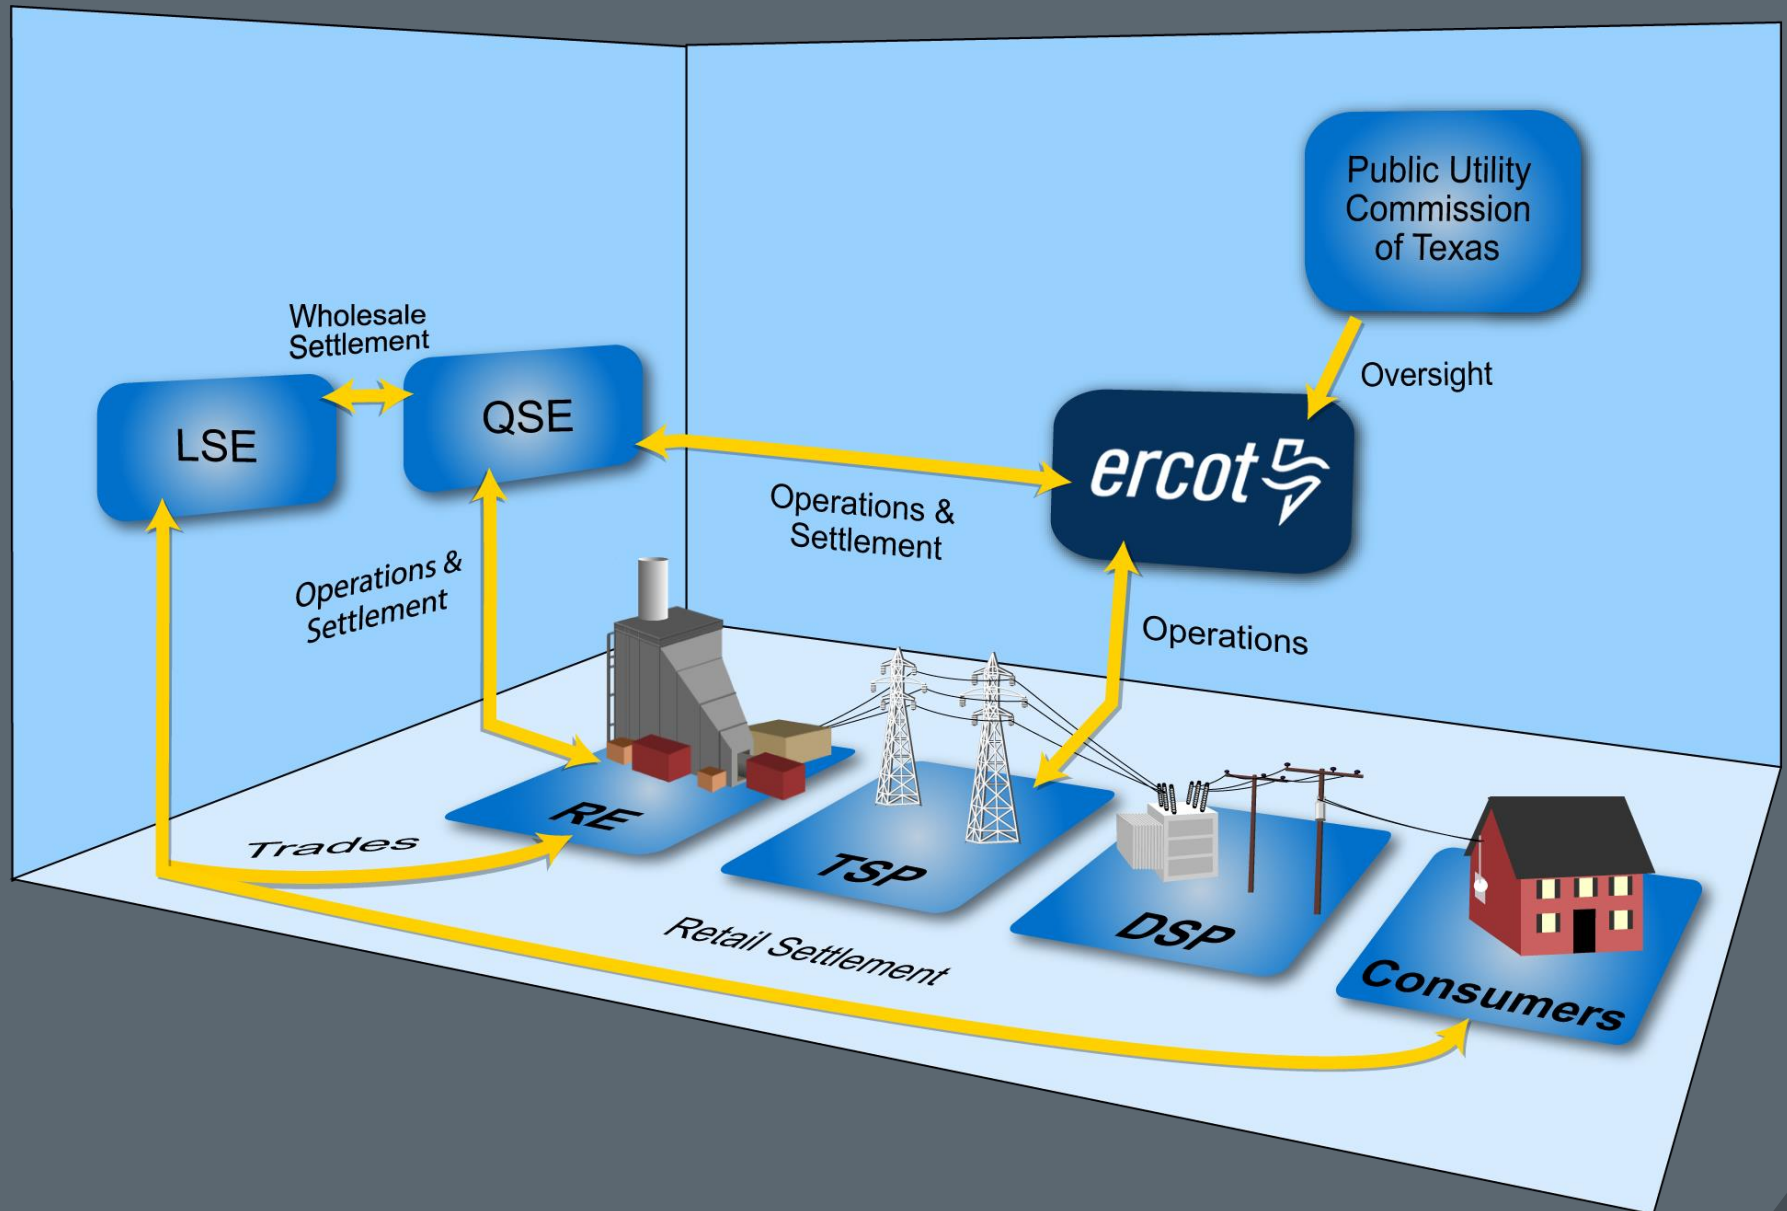 Public Utility
Commission
of Texas
Wholesale
Settlement
Oversight
LSE
QSE
ercot
Operations &
Settlement
Operations &
Settlement
Operations
RE
Trades
TSP
DSP
Retail Settlement
Consumers